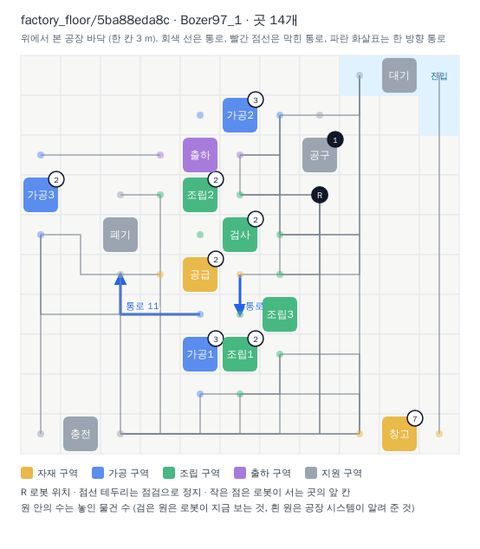 factory_floor/5ba88eda8c · Bozer97_1 · 곳 14개
위에서 본 공장 바닥 (한 칸 3 m). 회색 선은 통로, 빨간 점선은 막힌 통로, 파란 화살표는 한 방향 통로
대기
가공2 3
출하
공구 1
가공3 2
조립2 2
R
폐기
검사 2
공급 2
통로 11
통로
조립3
가공1 3
조립1 2
충전
창고 7
자재 구역
가공 구역
조립 구역
출하 구역
지원 구역
R 로봇 위치 · 점선 테두리는 점검으로 정지 · 작은 점은 로봇이 서는 곳의 앞 칸
원 안의 수는 놓인 물건 수 (검은 원은 로봇이 지금 보는 것, 흰 원은 공장 시스템이 알려 준 것)